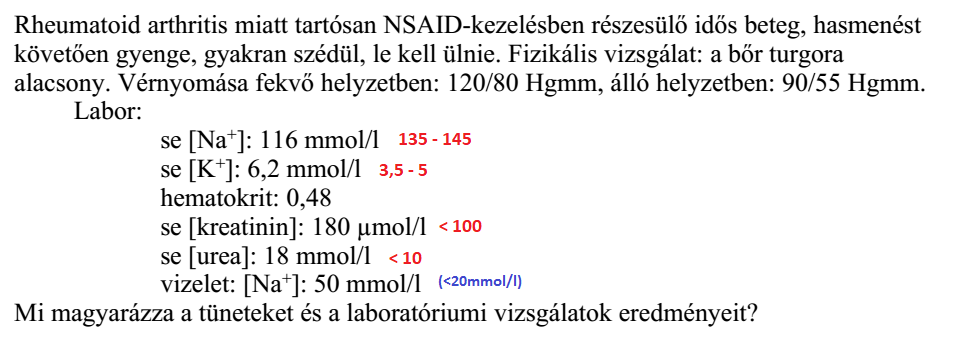 Rheumatoid arthritis miatt tartósan NSAID-kezelésben részesülő idős beteg, hasmenést
követően gyenge, gyakran szédül, le kell ülnie. Fizikális vizsgálat: a bőr turgora
alacsony. Vérnyomása fekvő helyzetben: 120/80 Hgmm, álló helyzetben: 90/55 Hgmm.
Labor:
se [Na⁺]: 116 mmol/l 135 - 145
se [K⁺]: 6,2 mmol/l 3,5 - 5
hematokrit: 0,48
se [kreatinin]: 180 μmol/l < 100
se [urea]: 18 mmol/l < 10
vizelet: [Na⁺]: 50 mmol/l (<20mmol/l)
Mi magyarázza a tüneteket és a laboratóriumi vizsgálatok eredményeit?